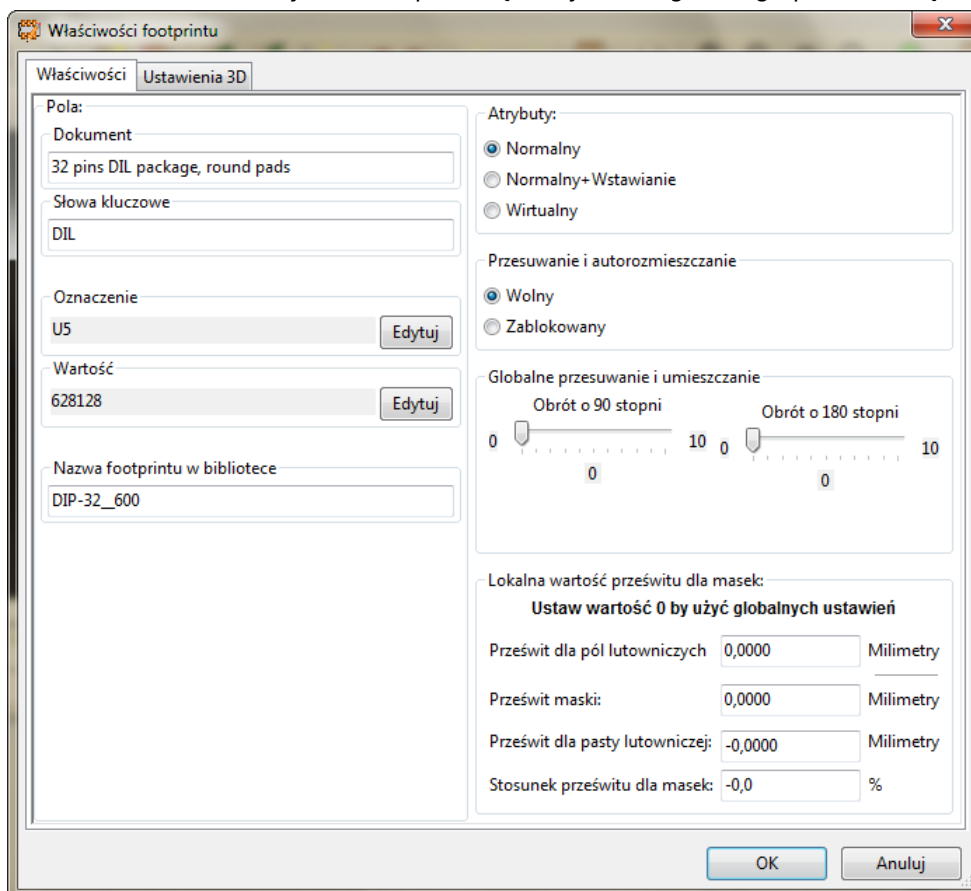 Właściwości footprintu
Właściwości
Ustawienia 3D
Pola:
Dokument
32 pins DIL package, round pads
Słowa kluczowe
DIL
Oznaczenie
U5
Edytuj
Wartość
628128
Edytuj
Nazwa footprintu w bibliotece
DIP-32__600
Atrybuty:
Normalny
Normalny+Wstawianie
Wirtualny
Przesuwanie i autorozmieszczanie
Wolny
Zablokowany
Globalne przesuwanie i umieszczanie
Obrót o 90 stopni
0
10
0
Obrót o 180 stopni
0
10
0
Lokalna wartość prześwitu dla masek:
Ustaw wartość 0 by użyć globalnych ustawień
Prześwit dla pól lutowniczych 0,0000 Milimetry
Prześwit maski: 0,0000 Milimetry
Prześwit dla pasty lutowniczej: -0,0000 Milimetry
Stosunek prześwitu dla masek: -0,0 %
OK
Anuluj